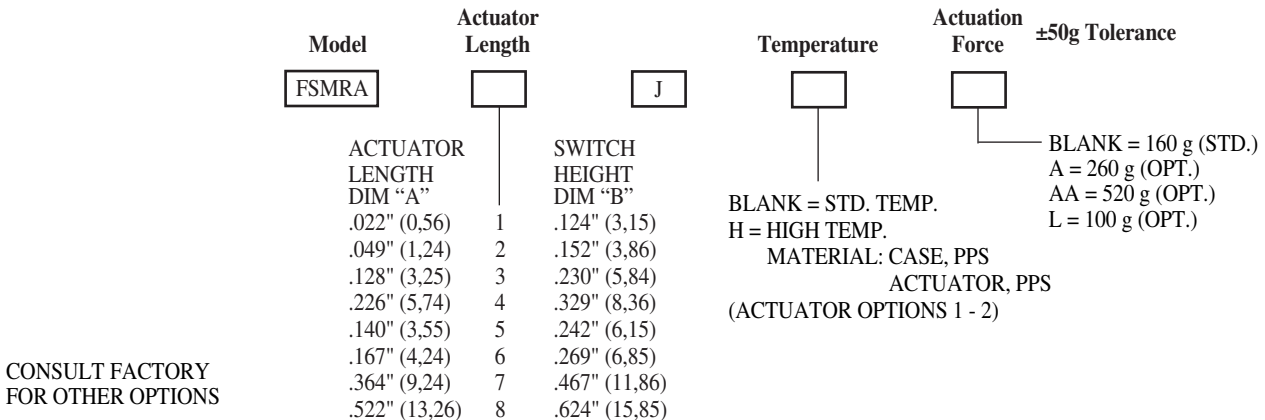 Model
Actuator
Length
Temperature
Actuation
Force
±50g Tolerance
FSMRA
J
ACTUATOR
LENGTH
DIM “A”
SWITCH
HEIGHT
DIM “B”
.022" (0,56) 1 .124" (3,15)
.049" (1,24) 2 .152" (3,86)
.128" (3,25) 3 .230" (5,84)
.226" (5,74) 4 .329" (8,36)
.140" (3,55) 5 .242" (6,15)
.167" (4,24) 6 .269" (6,85)
.364" (9,24) 7 .467" (11,86)
.522" (13,26) 8 .624" (15,85)
BLANK = STD. TEMP.
H = HIGH TEMP.
MATERIAL: CASE, PPS
ACTUATOR, PPS
(ACTUATOR OPTIONS 1 - 2)
BLANK = 160 g (STD.)
A = 260 g (OPT.)
AA = 520 g (OPT.)
L = 100 g (OPT.)
CONSULT FACTORY
FOR OTHER OPTIONS